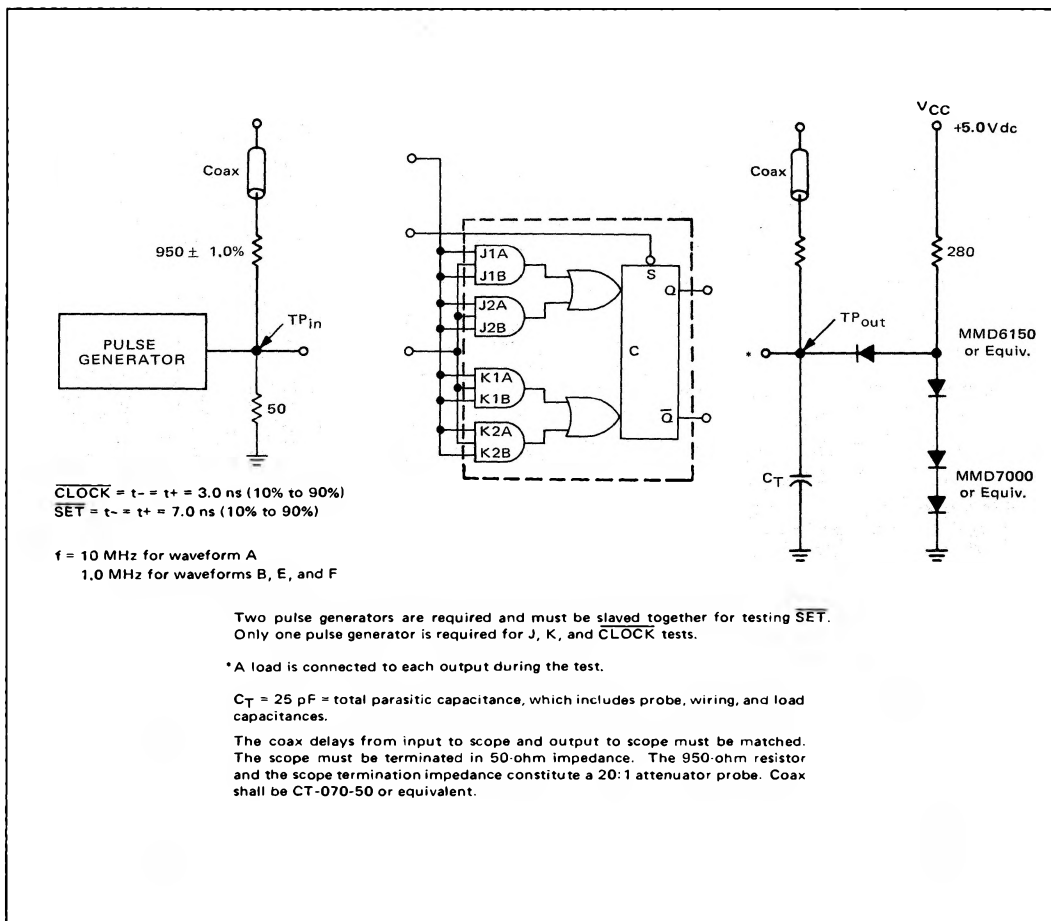 VCC
+5.0 Vdc
Coax
Coax
950 ± 1.0%
280
J1A
J1B
S
Q
J2A
J2B
TPin
TPout
MMD6150
or Equiv.
PULSE
GENERATOR
C
*
K1A
K1B
50
Q̅
K2A
K2B
CT
MMD7000
or Equiv.
C̅L̅O̅C̅K̅ = t- = t+ = 3.0 ns (10% to 90%)
S̅E̅T̅ = t- = t+ = 7.0 ns (10% to 90%)
f = 10 MHz for waveform A
1.0 MHz for waveforms B, E, and F
Two pulse generators are required and must be slaved together for testing S̅E̅T̅.
Only one pulse generator is required for J, K, and C̅L̅O̅C̅K̅ tests.
*A load is connected to each output during the test.
CT = 25 pF = total parasitic capacitance, which includes probe, wiring, and load
capacitances.
The coax delays from input to scope and output to scope must be matched.
The scope must be terminated in 50-ohm impedance. The 950-ohm resistor
and the scope termination impedance constitute a 20:1 attenuator probe. Coax
shall be CT-070-50 or equivalent.